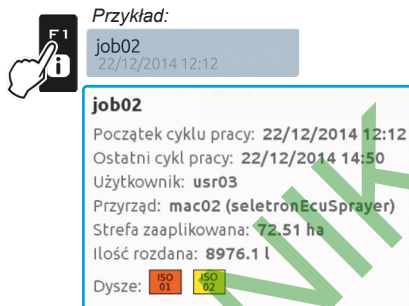 Przykład:
F1
job02
22/12/2014 12:12
job02
Początek cyklu pracy: 22/12/2014 12:12
Ostatni cykl pracy: 22/12/2014 14:50
Użytkownik: usr03
Przyrząd: mac02 (seletronEcuSprayer)
Strefa zaaplikowana: 72.51 ha
Ilość rozdana: 8976.1 l
Dysze: ISO 01 ISO 02
NIK